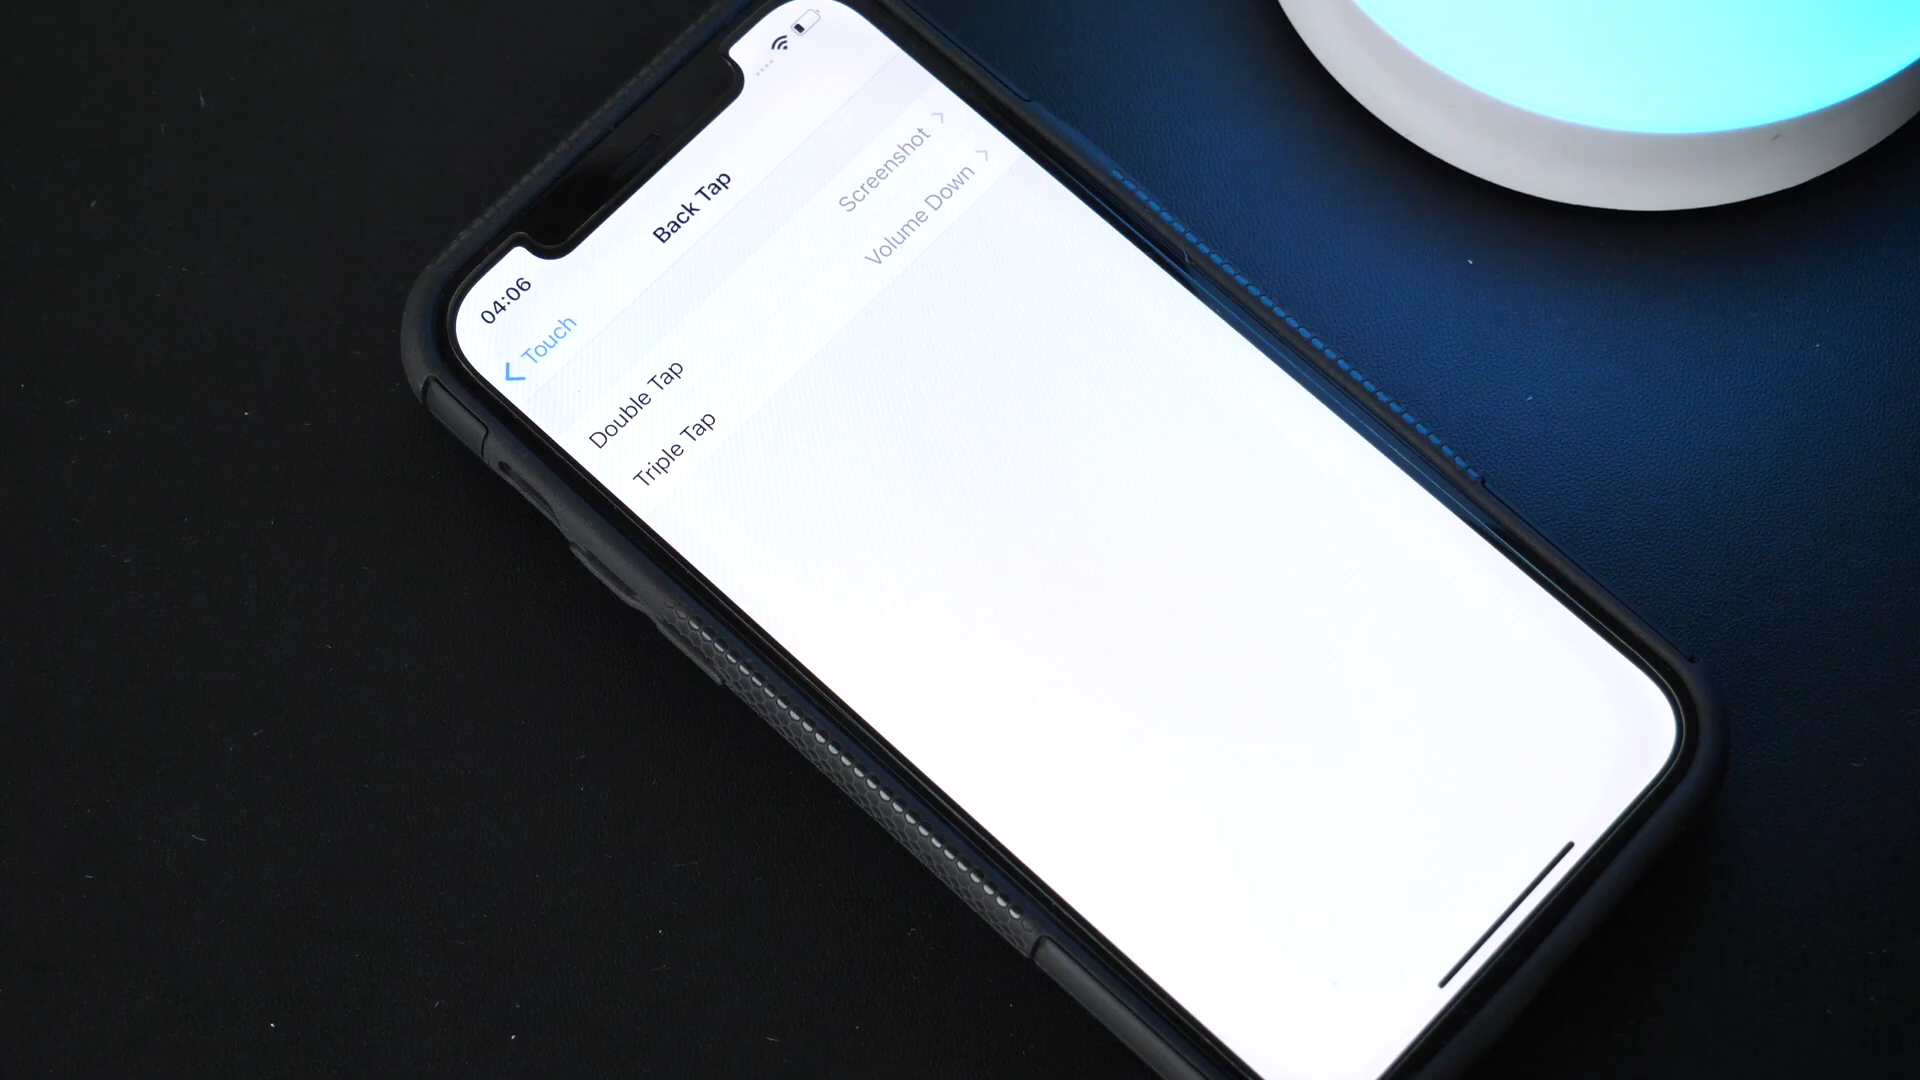 04:06
Touch
Back Tap
Double Tap Screenshot
Triple Tap Volume Down